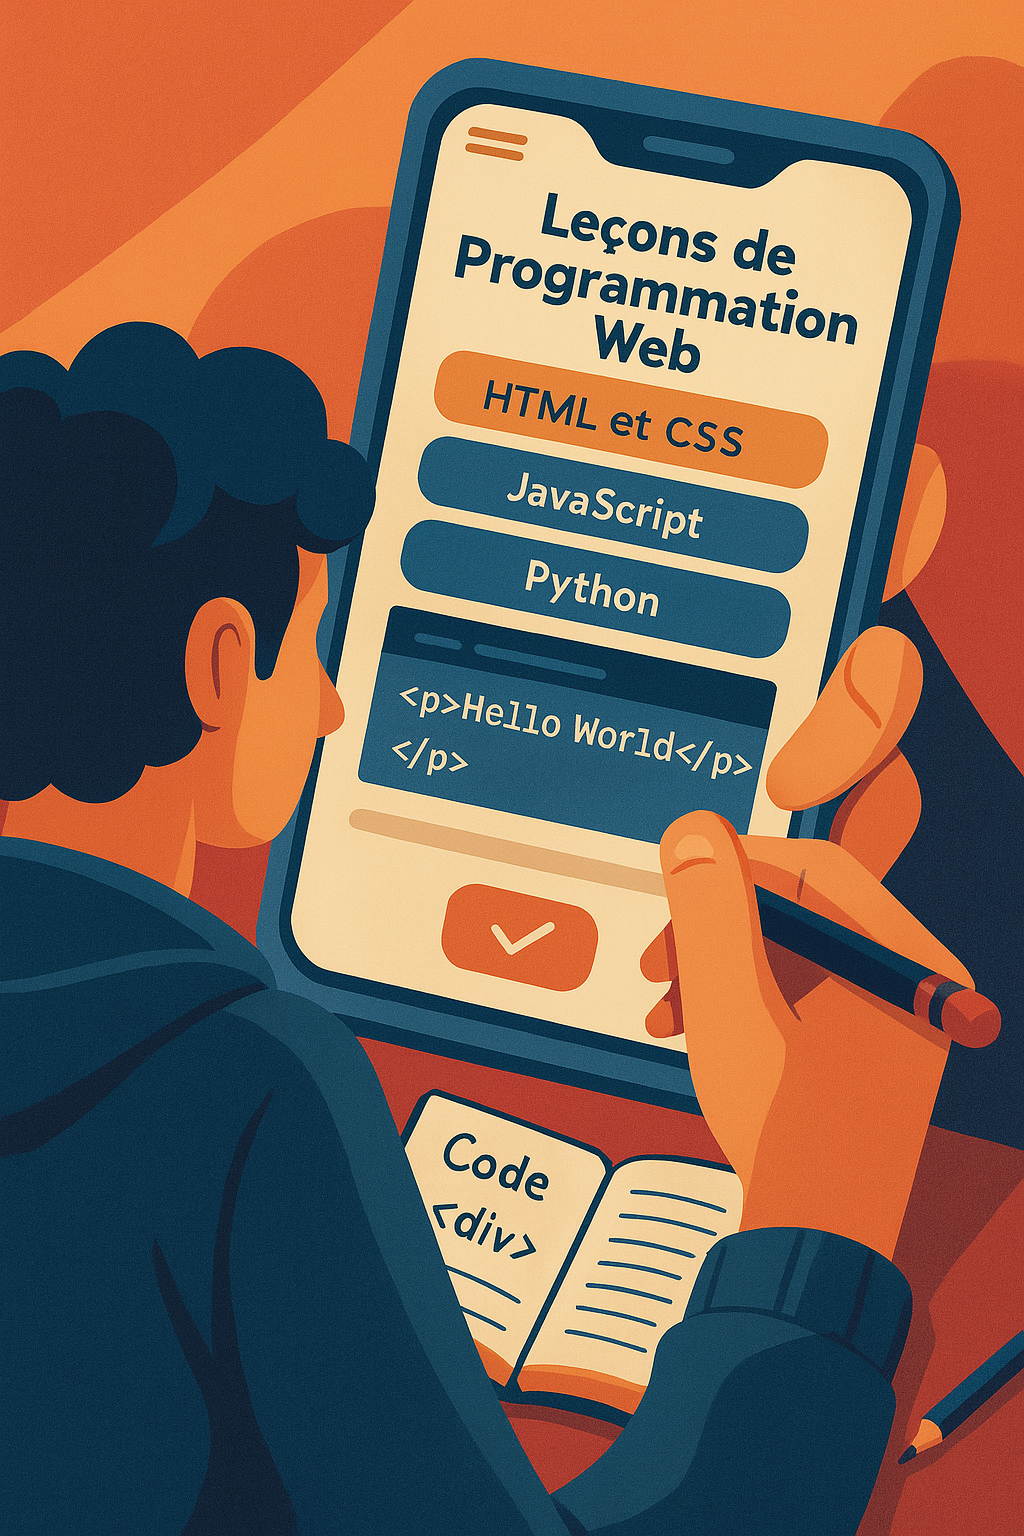 Leçons de
Programmation
Web
HTML et CSS
JavaScript
Python
<p>Hello World</p>
</p>
Code
<div>